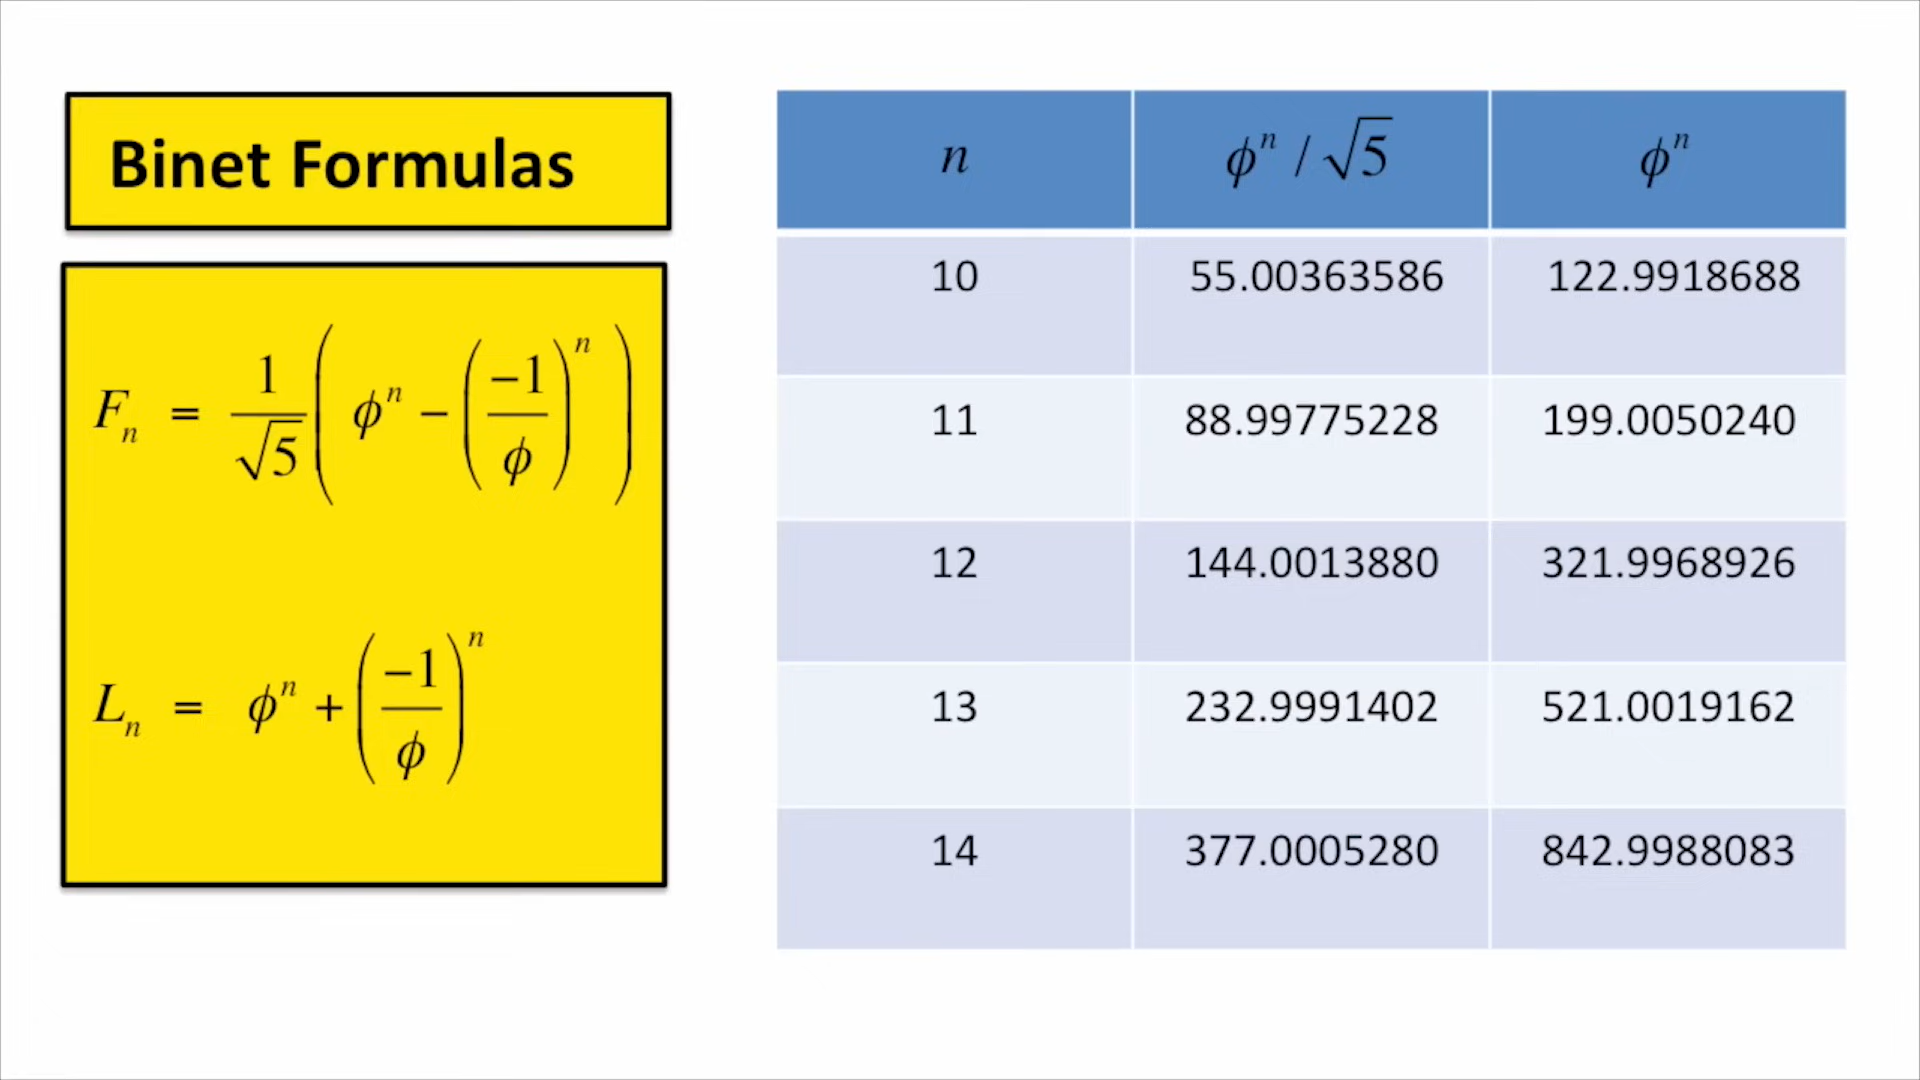 Binet Formulas
F_n = 1/√5 ( ϕ^n − (−1/ϕ)^n )
L_n = ϕ^n + (−1/ϕ)^n
n ϕ^n / √5 ϕ^n
10 55.00363586 122.9918688
11 88.99775228 199.0050240
12 144.0013880 321.9968926
13 232.9991402 521.0019162
14 377.0005280 842.9988083